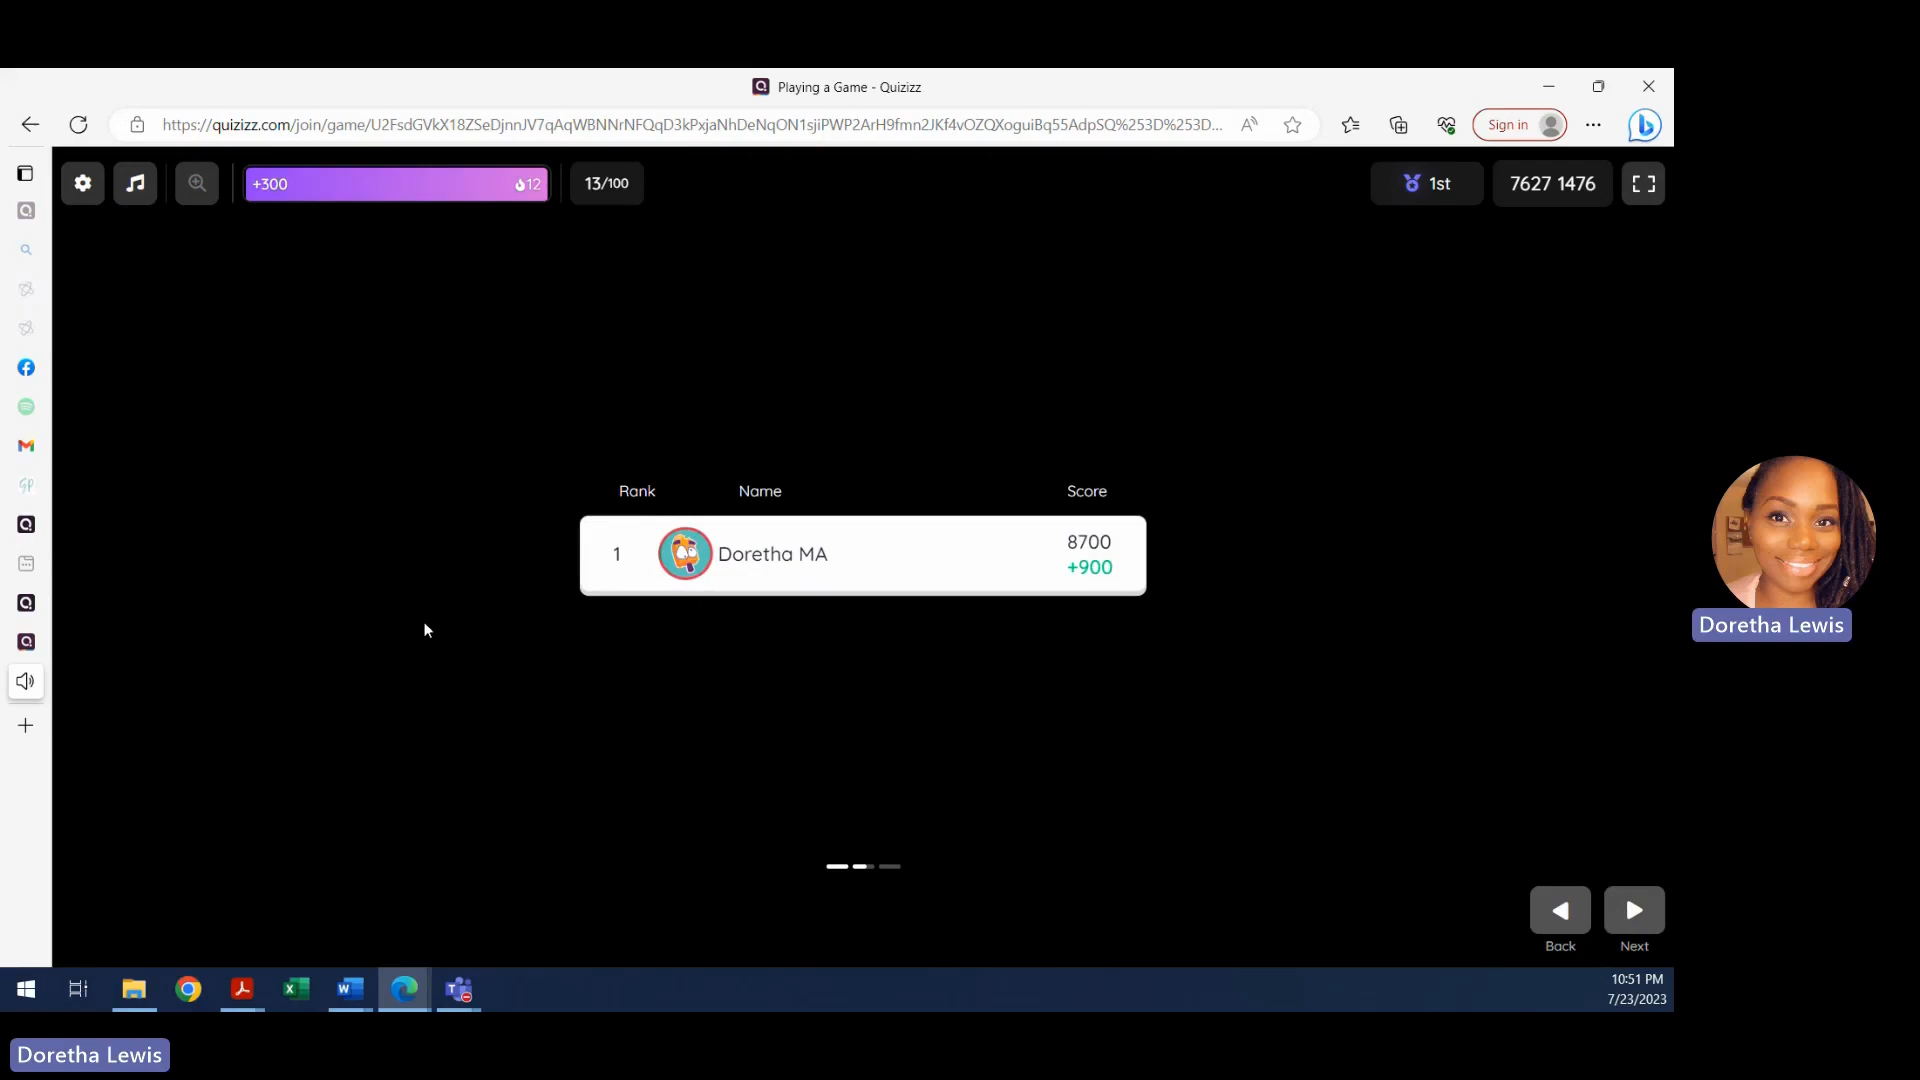 Playing a Game - Quizizz
https://quizizz.com/join/game/U2FsdGVkX18ZSeDjnnJV7qAqWBNNrNFQqD3kPxjaNhDeNqON1sjiPWP2ArH9fmn2JKf4vOZQXoguiBq55AdpSQ%253D%253D...
Sign in
+300
12
13/100
1st
7627 1476
Rank Name Score
1 Doretha MA 8700
+900
Doretha Lewis
Back Next
10:51 PM
7/23/2023
Doretha Lewis